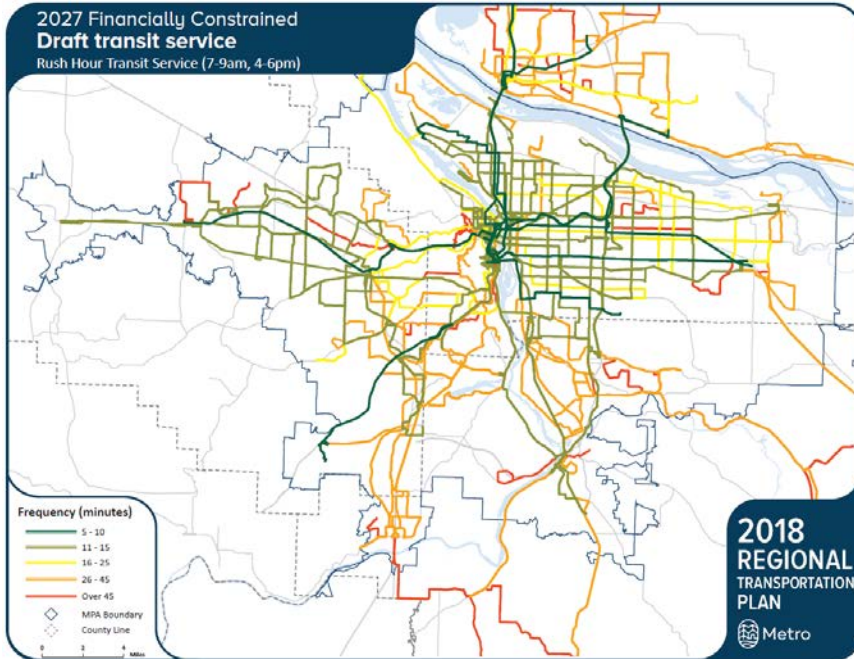 2027 Financially Constrained
Draft transit service
Rush Hour Transit Service (7-9am, 4-6pm)
Frequency (minutes)
5 - 10
11 - 15
16 - 25
26 - 45
Over 45
MPA Boundary
County Line
0 2 4
Miles
2018
REGIONAL
TRANSPORTATION
PLAN
Metro